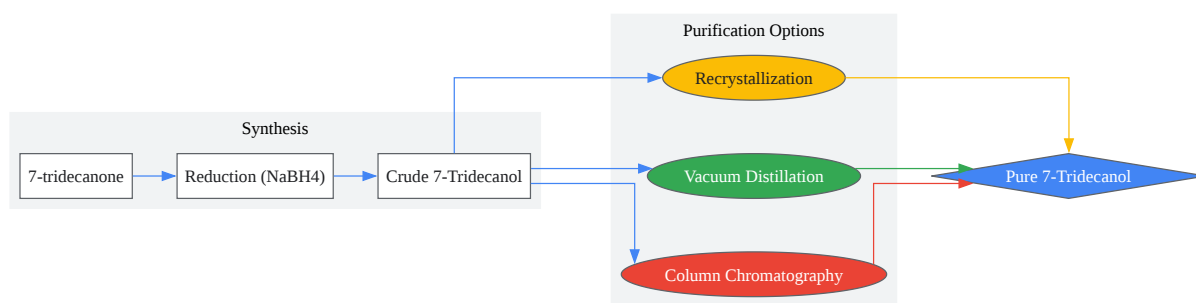 Purification Options
Recrystallization
Synthesis
7-tridecanone
Reduction (NaBH4)
Crude 7-Tridecanol
Vacuum Distillation
Pure 7-Tridecanol
Column Chromatography